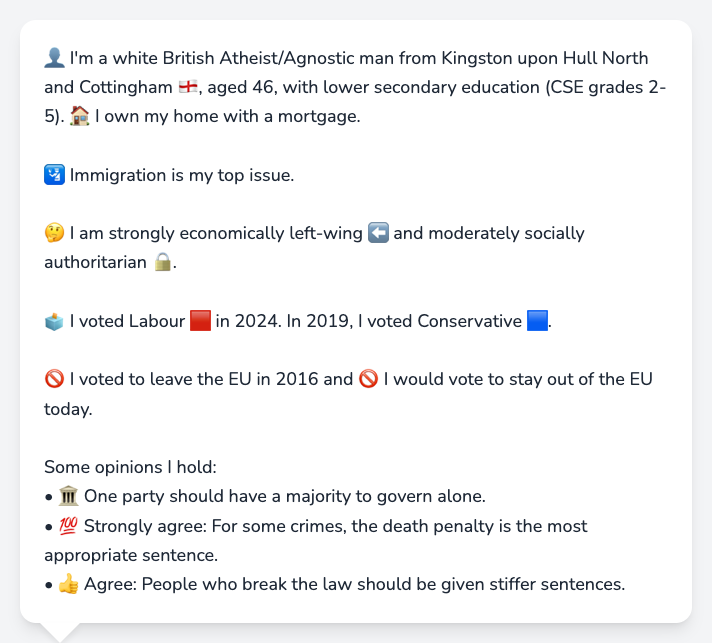 👤 I'm a white British Atheist/Agnostic man from Kingston upon Hull North
and Cottingham 🏴󠁧󠁢󠁥󠁮󠁧󠁿, aged 46, with lower secondary education (CSE grades 2-
5). 🏠 I own my home with a mortgage.
🛂 Immigration is my top issue.
🤔 I am strongly economically left-wing ⬅️ and moderately socially
authoritarian 🔒.
🗳️ I voted Labour 🟥 in 2024. In 2019, I voted Conservative 🟦.
🚫 I voted to leave the EU in 2016 and 🚫 I would vote to stay out of the EU
today.
Some opinions I hold:
• 🏛️ One party should have a majority to govern alone.
• 💯 Strongly agree: For some crimes, the death penalty is the most
appropriate sentence.
• 👍 Agree: People who break the law should be given stiffer sentences.